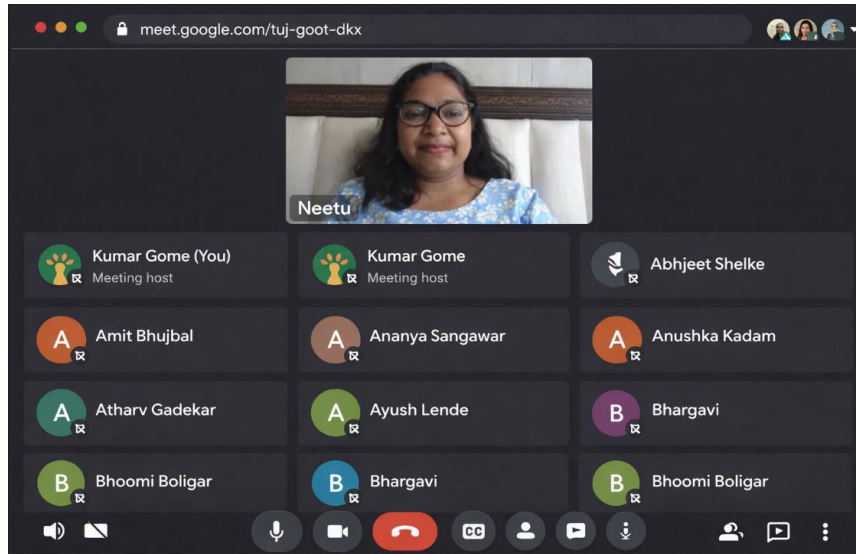 meet.google.com/tuj-goot-dkx
Neetu
Kumar Gome (You)
Meeting host
Kumar Gome
Meeting host
Abhjeet Shelke
A
Amit Bhujbal
A
Ananya Sangawar
A
Anushka Kadam
A
Atharv Gadekar
A
Ayush Lende
B
Bhargavi
B
Bhoomi Boligar
B
Bhargavi
B
Bhoomi Boligar
CC